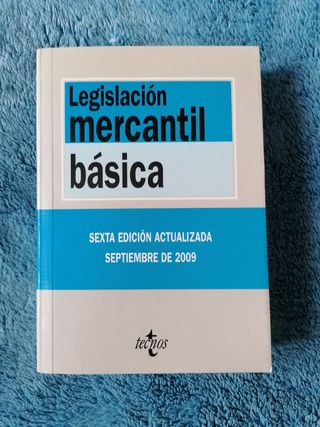 Legislación
mercantil
básica
SEXTA EDICIÓN ACTUALIZADA
SEPTIEMBRE DE 2009
tecnos